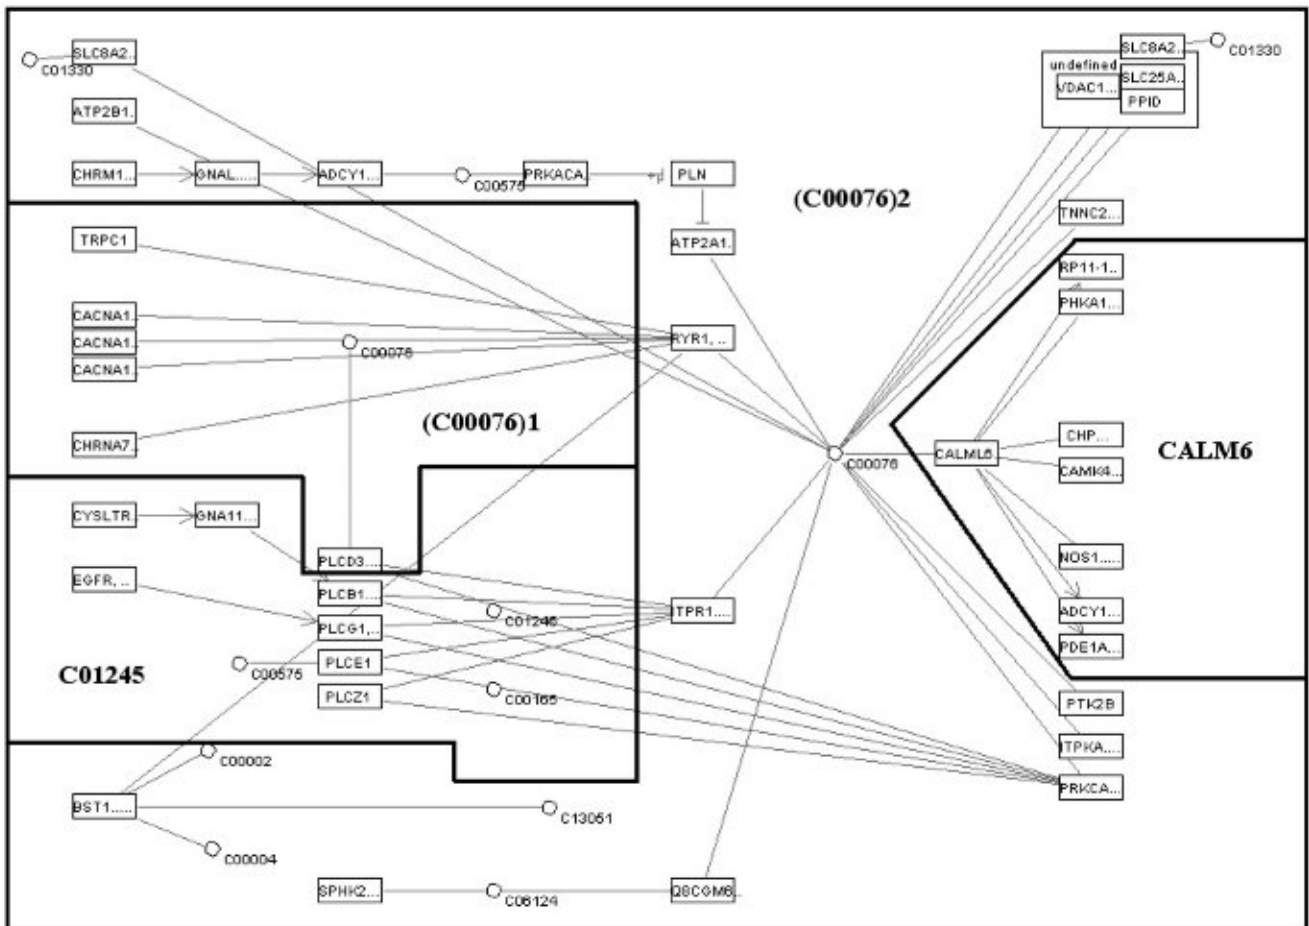 SLC8A2..
C01330
SLC8A2..
C01330
undefined
VDAC1...
SLC25A..
PPID
ATP2B1.
CHRM1...
GNAL.....
ADCY1...
C00575
PRKACA.
+p
PLN
(C00076)2
TNNC2...
TRPC1
ATP2A1.
RP11-1..
PHKA1...
CACNA1.
CACNA1.
CACNA1.
C00076
RYR1, ..
(C00076)1
CHRNA7.
CHP...
CALML6
C00076
CAMK4...
CALM6
CYSLTR.
GNA11...
PLCD3....
NOS1.....
EGFR, ...
PLCB1....
PLCG1,..
C01245
ITPR1.....
ADCY1...
PDE1A...
C01245
C00575
PLCE1
PLCZ1
C00165
PTK2B
ITPKA.....
PRKCA...
C00002
BST1.....
C13051
C00004
SPHK2...
C06124
Q8CGM6..